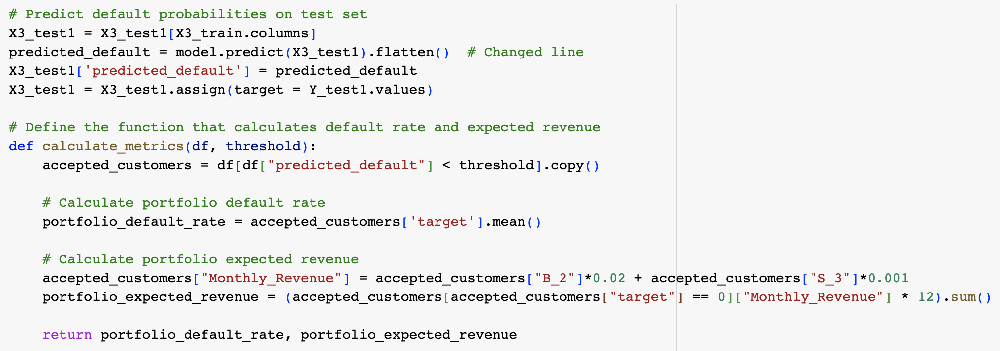 # Predict default probabilities on test set
X3_test1 = X3_test1[X3_train.columns]
predicted_default = model.predict(X3_test1).flatten()  # Changed line
X3_test1['predicted_default'] = predicted_default
X3_test1 = X3_test1.assign(target = Y_test1.values)

# Define the function that calculates default rate and expected revenue
def calculate_metrics(df, threshold):
    accepted_customers = df[df["predicted_default"] < threshold].copy()

    # Calculate portfolio default rate
    portfolio_default_rate = accepted_customers['target'].mean()

    # Calculate portfolio expected revenue
    accepted_customers["Monthly_Revenue"] = accepted_customers["B_2"]*0.02 + accepted_customers["S_3"]*0.001
    portfolio_expected_revenue = (accepted_customers[accepted_customers["target"] == 0]["Monthly_Revenue"] * 12).sum()

    return portfolio_default_rate, portfolio_expected_revenue